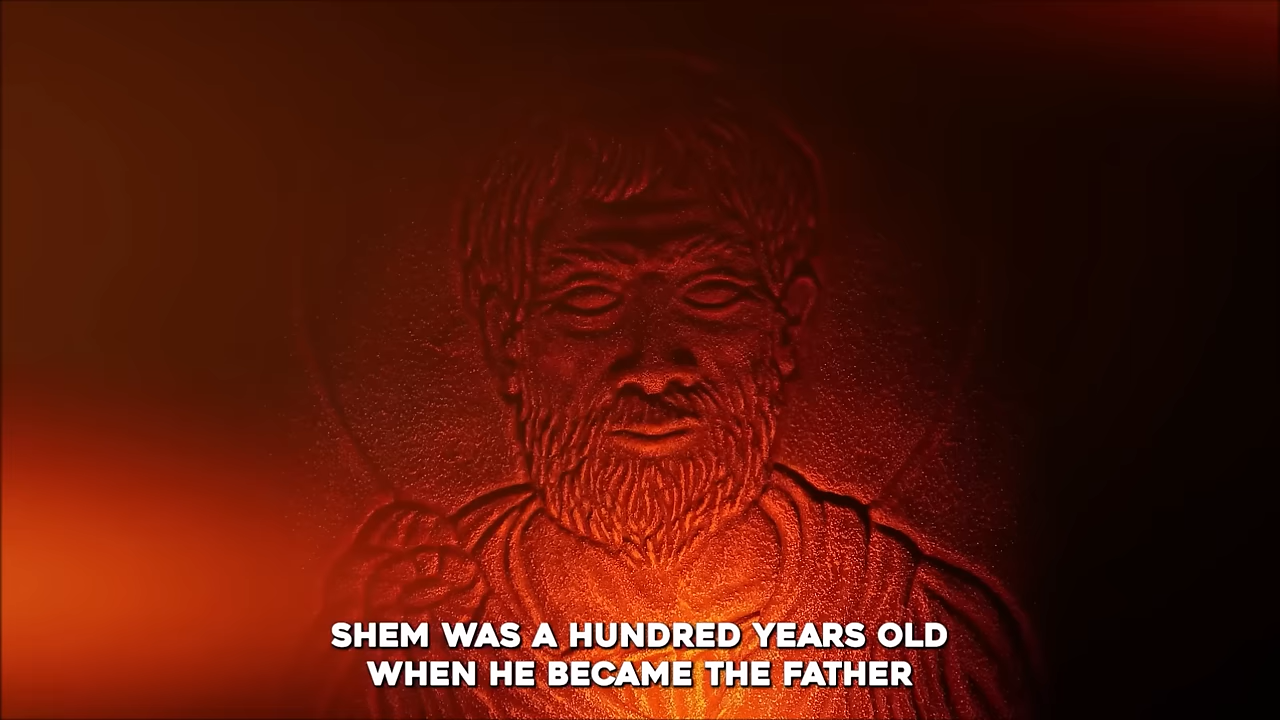 SHEM WAS A HUNDRED YEARS OLD
WHEN HE BECAME THE FATHER